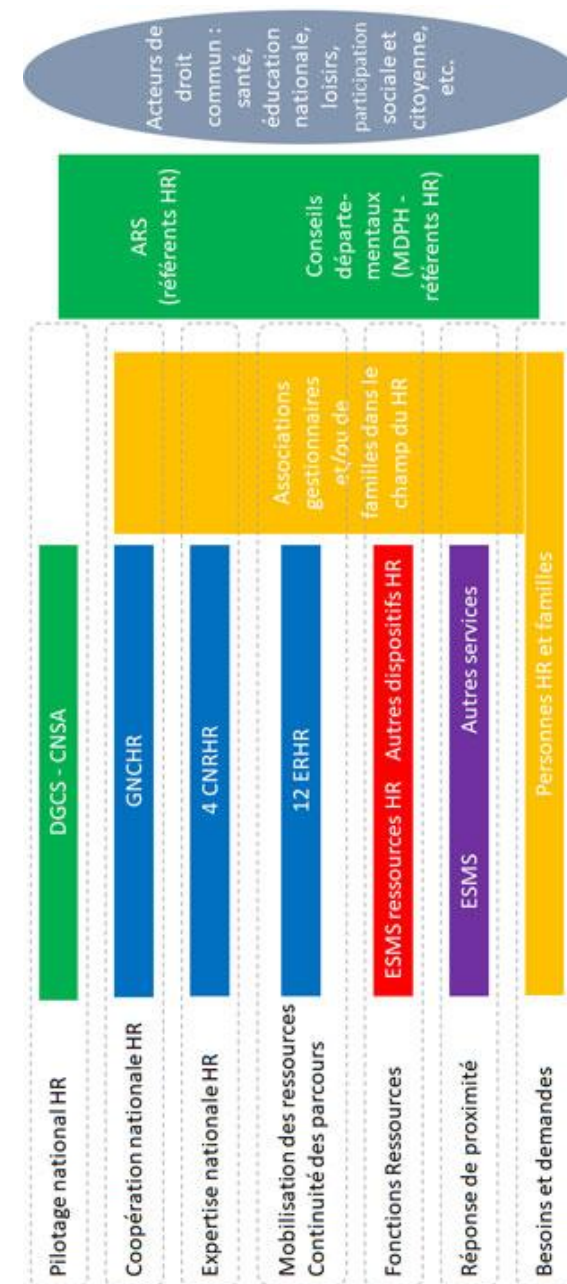 Pilotage national HR
DGCS - CNSA
Coopération nationale HR
GNCHR
Expertise nationale HR
4 CNRHR
Mobilisation des ressources
Continuité des parcours
12 ERHR
Fonctions Ressources
ESMS ressources HR Autres dispositifs HR
Réponse de proximité
ESMS Autres services
Besoins et demandes
Personnes HR et familles
Associations
gestionnaires
et/ou de
familles dans le
champ du HR
ARS
(référents HR)
Conseils
départe-
mentaux
(MDPH -
référents HR)
Acteurs de
droit
commun :
santé,
éducation
nationale,
loisirs,
participation
sociale et
citoyenne,
etc.